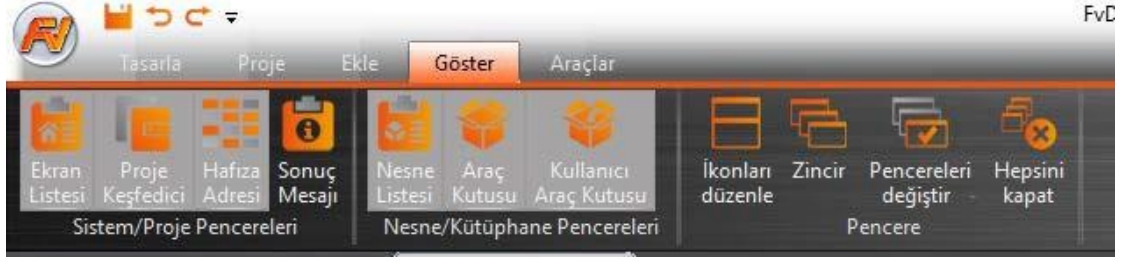 FvD
FV
Tasarla Proje Ekle Göster Araçlar
Ekran Proje Hafıza Sonuç Nesne Araç Kullanıcı İkonları Zincir Pencereleri Hepsini
Listesi Keşfedici Adresi Mesajı Listesi Kutusu Araç Kutusu düzenle değiştir kapat
Sistem/Proje Pencereleri Nesne/Kütüphane Pencereleri Pencere